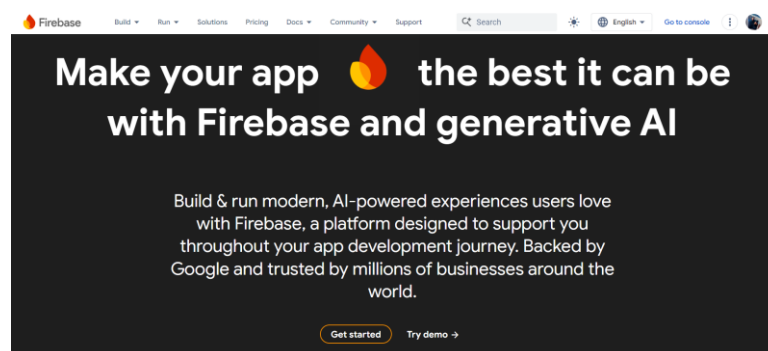 Firebase Build Run Solutions Pricing Docs Community Support Search English Go to console
Make your app the best it can be
with Firebase and generative AI
Build & run modern, AI-powered experiences users love
with Firebase, a platform designed to support you
throughout your app development journey. Backed by
Google and trusted by millions of businesses around the
world.
Get started Try demo →